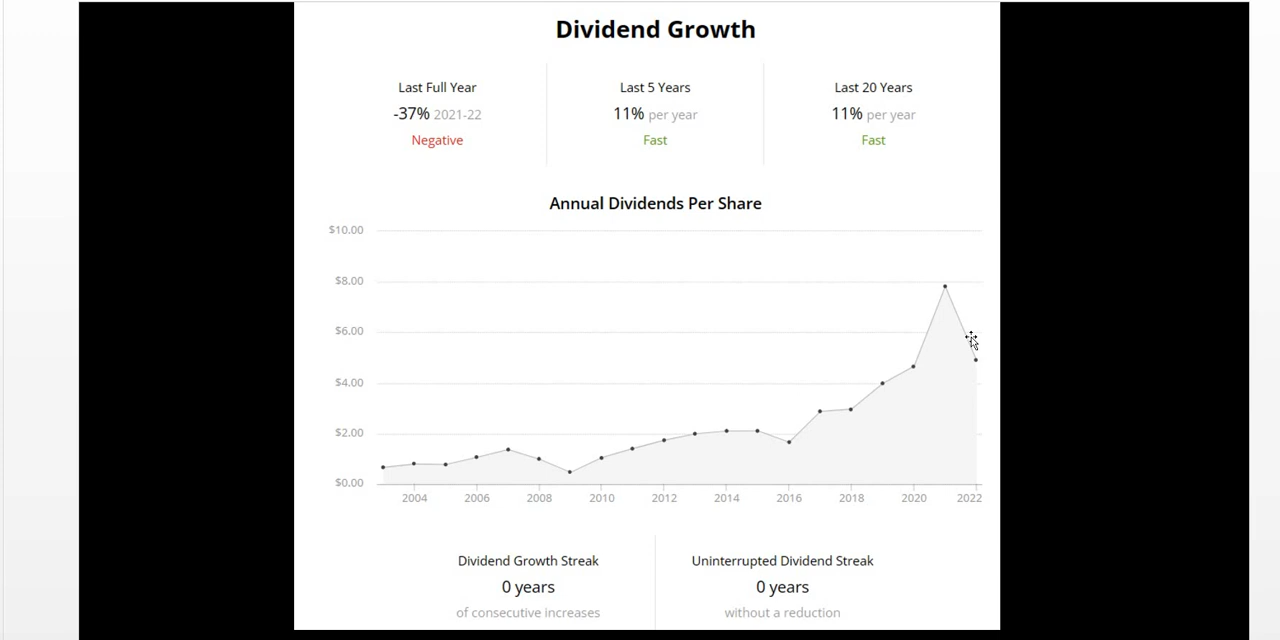 Dividend Growth
Last Full Year
-37% 2021-22
Negative
Last 5 Years
11% per year
Fast
Last 20 Years
11% per year
Fast
Annual Dividends Per Share
$10.00
$8.00
$6.00
$4.00
$2.00
$0.00
2004 2006 2008 2010 2012 2014 2016 2018 2020 2022
Dividend Growth Streak
0 years
of consecutive increases
Uninterrupted Dividend Streak
0 years
without a reduction